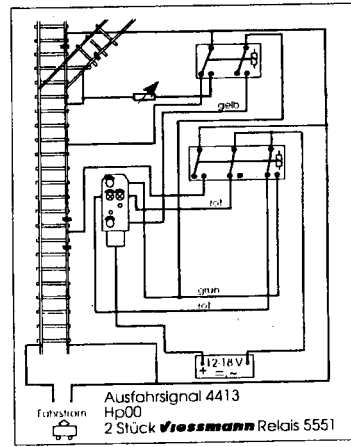 gelb
rot
grün
rot
12-18 V
+ = ~ -
Fahrstrom
Ausfahrsignal 4413
Hp00
2 Stück Viessmann Relais 5551